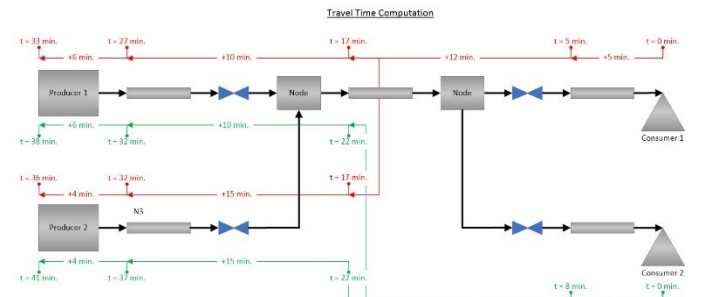 Travel Time Computation
t = 33 min. t = 27 min. t = 17 min. t = 5 min. t = 0 min.
+6 min. +10 min. +12 min. +5 min.
Producer 1 Node Node
Consumer 1
+6 min. +10 min.
t = 38 min. t = 32 min. t = 22 min.
t = 36 min. t = 32 min. t = 17 min.
+4 min. +15 min.
N3
Producer 2
Consumer 2
+4 min. +15 min.
t = 41 min. t = 37 min. t = 22 min. t = 8 min. t = 0 min.